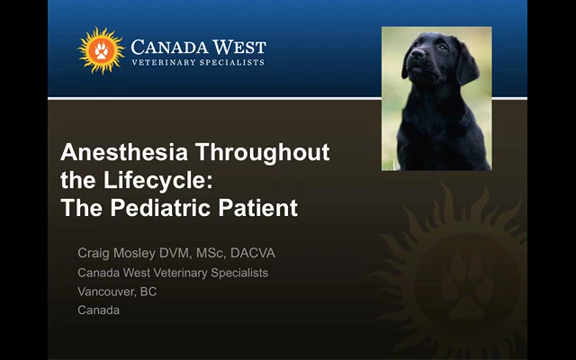 CANADA WEST
VETERINARY SPECIALISTS
Anesthesia Throughout
the Lifecycle:
The Pediatric Patient
Craig Mosley DVM, MSc, DACVA
Canada West Veterinary Specialists
Vancouver, BC
Canada